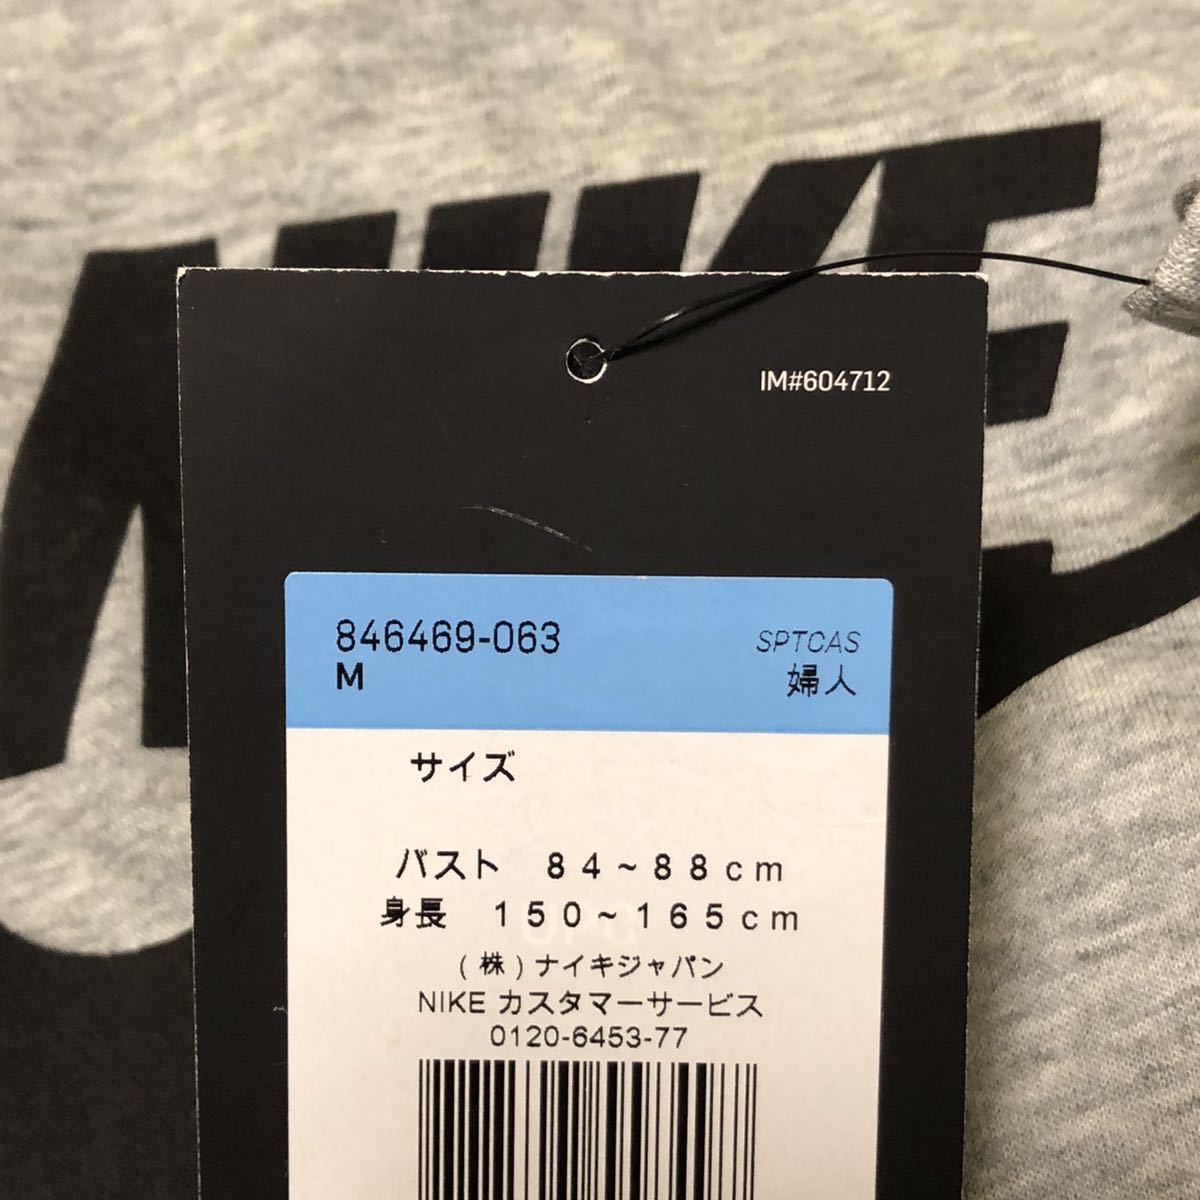 NIKE
IM#604712
846469-063
SPTCAS
M
婦人
サイズ
バスト 84~88cm
身長 150~165cm
(株)ナイキジャパン
NIKE カスタマーサービス
0120-6453-77